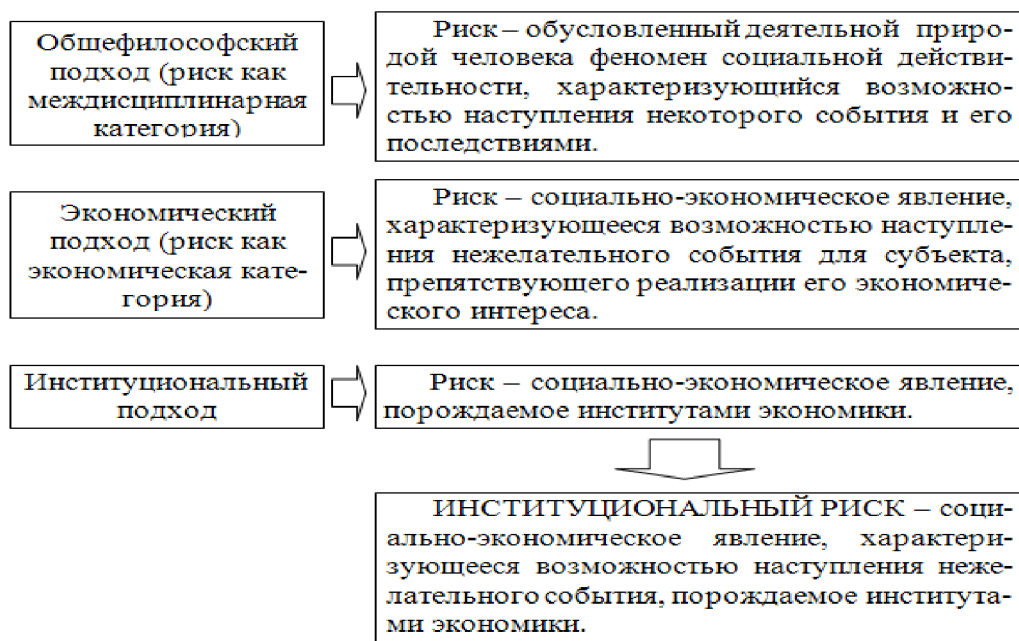 Общефилософский
подход (риск как
междисциплинарная
категория)
Риск – обусловленный деятельной приро-
дой человека феномен социальной действи-
тельности, характеризующийся возможно-
стью наступления некоторого события и его
последствиями.
Экономический
подход (риск как
экономическая кате-
гория)
Риск – социально-экономическое явление,
характеризующееся возможностью наступле-
ния нежелательного события для субъекта,
препятствующего реализации его экономиче-
ского интереса.
Институциональный
подход
Риск – социально-экономическое явление,
порождаемое институтами экономики.
ИНСТИТУЦИОНАЛЬНЫЙ РИСК – соци-
ально-экономическое явление, характери-
зующееся возможностью наступления неже-
лательного события, порождаемое института-
ми экономики.